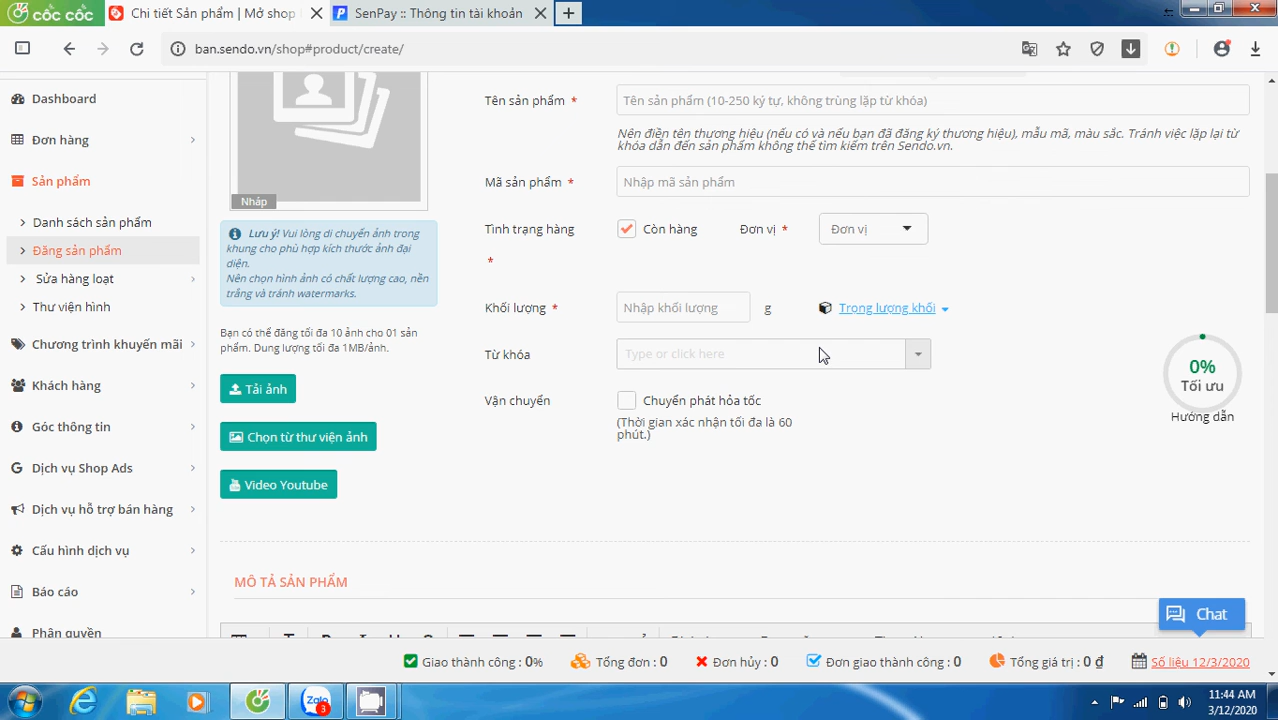 cốc cốc
Chi tiết Sản phẩm | Mở shop
SenPay :: Thông tin tài khoản
ban.sendo.vn/shop#product/create/
Dashboard
Đơn hàng
Sản phẩm
Danh sách sản phẩm
Đăng sản phẩm
Sửa hàng loạt
Thư viện hình
Chương trình khuyến mãi
Khách hàng
Góc thông tin
Dịch vụ Shop Ads
Dịch vụ hỗ trợ bán hàng
Cấu hình dịch vụ
Báo cáo
Phân quyền
Nháp
Lưu ý! Vui lòng di chuyển ảnh trong
khung cho phù hợp kích thước ảnh đại
diện.
Nên chọn hình ảnh có chất lượng cao, nền
trắng và tránh watermarks.
Bạn có thể đăng tối đa 10 ảnh cho 01 sản
phẩm. Dung lượng tối đa 1MB/ảnh.
Tải ảnh
Chọn từ thư viện ảnh
Video Youtube
Tên sản phẩm *
Tên sản phẩm (10-250 ký tự, không trùng lặp từ khóa)
Nên điền tên thương hiệu (nếu có và nếu bạn đã đăng ký thương hiệu), mẫu mã, màu sắc. Tránh việc lặp lại từ
khóa dẫn đến sản phẩm không thể tìm kiếm trên Sendo.vn.
Mã sản phẩm *
Nhập mã sản phẩm
Tình trạng hàng
*
Còn hàng
Đơn vị *
Đơn vị
Khối lượng *
Nhập khối lượng
g
Trọng lượng khối
Từ khóa
Type or click here
Vận chuyển
Chuyển phát hỏa tốc
(Thời gian xác nhận tối đa là 60
phút.)
0%
Tối ưu
Hướng dẫn
MÔ TẢ SẢN PHẨM
Chat
Giao thành công : 0%
Tổng đơn : 0
Đơn hủy : 0
Đơn giao thành công : 0
Tổng giá trị : 0 đ
Số liệu 12/3/2020
Zalo
3
11:44 AM
3/12/2020